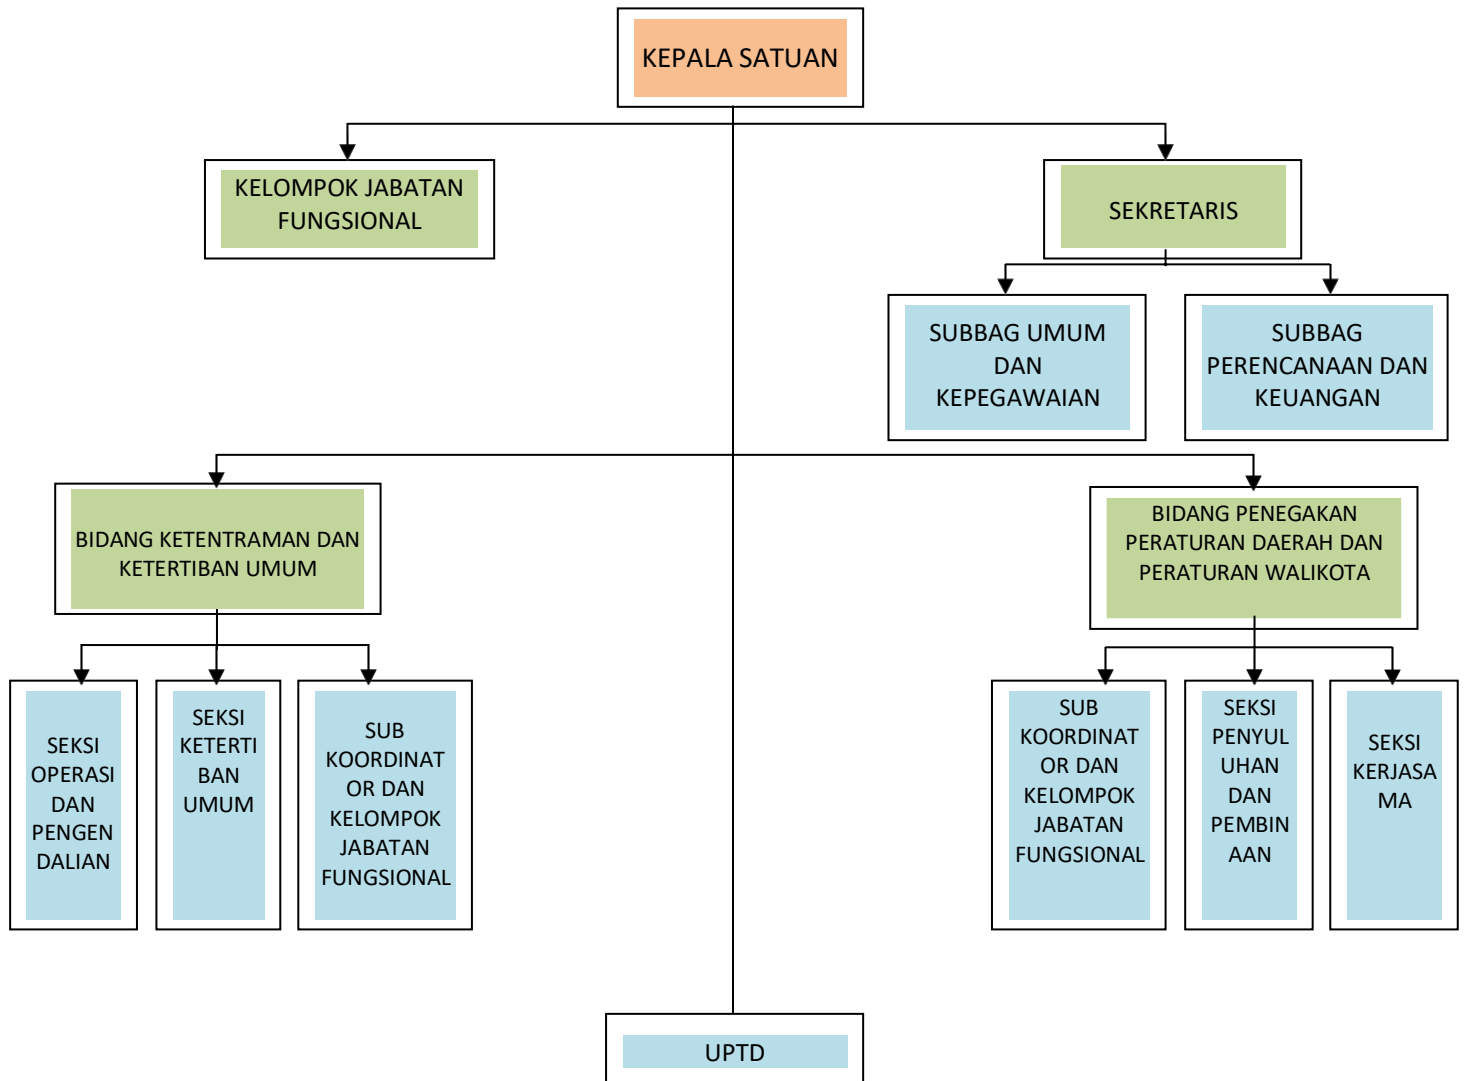 KEPALA SATUAN
KELOMPOK JABATAN
FUNGSIONAL
SEKRETARIS
SUBBAG UMUM
DAN
KEPEGAWAIAN
SUBBAG
PERENCANAAN DAN
KEUANGAN
BIDANG KETENTRAMAN DAN
KETERTIBAN UMUM
BIDANG PENEGAKAN
PERATURAN DAERAH DAN
PERATURAN WALIKOTA
SEKSI
OPERASI
DAN
PENGEN
DALIAN
SEKSI
KETERTI
BAN
UMUM
SUB
KOORDINAT
OR DAN
KELOMPOK
JABATAN
FUNGSIONAL
SUB
KOORDINAT
OR DAN
KELOMPOK
JABATAN
FUNGSIONAL
SEKSI
PENYUL
UHAN
DAN
PEMBIN
AAN
SEKSI
KERJASA
MA
UPTD